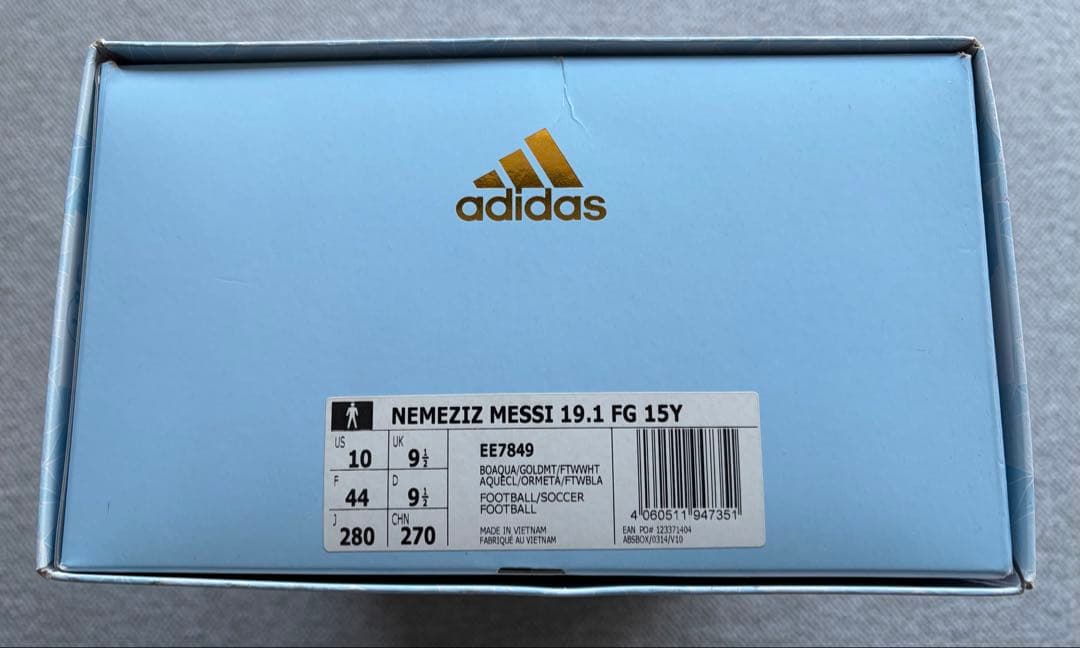 adidas
NEMEZIZ MESSI 19.1 FG 15Y
US 10 UK 9½
F 44 D 9½
J 280 CHN 270
EE7849
BOAQUA/GOLDMT/FTWWHT
AQUECL/ORMETA/FTWBLA
FOOTBALL/SOCCER
FOOTBALL
MADE IN VIETNAM
FABRIQUÉ AU VIETNAM
4 060511 947351
EAN PO# 123371404
ABSBOX/0314/V10